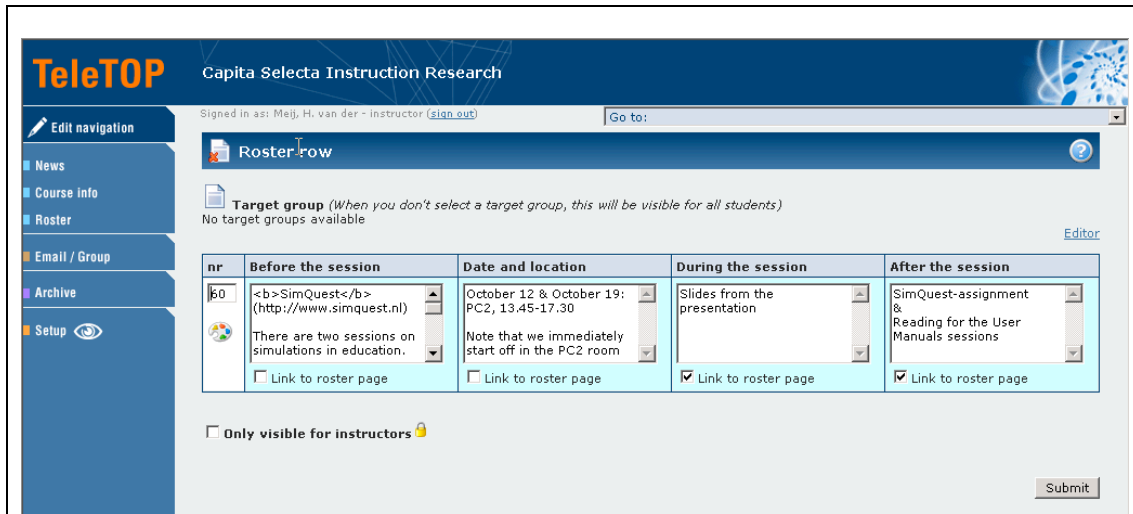 TeleTOP
Capita Selecta Instruction Research
Signed in as: Meij, H. van der - instructor (sign out)
Go to:
Edit navigation
News
Course info
Roster
Email / Group
Archive
Setup
Roster row
?
Target group (When you don't select a target group, this will be visible for all students)
No target groups available
Editor
nr
Before the session
Date and location
During the session
After the session
60
<b>SimQuest</b>
(http://www.simquest.nl)
There are two sessions on
simulations in education.
Link to roster page
October 12 & October 19:
PC2, 13.45-17.30
Note that we immediately
start off in the PC2 room
Link to roster page
Slides from the
presentation
Link to roster page
SimQuest-assignment
&
Reading for the User
Manuals sessions
Link to roster page
Only visible for instructors
Submit